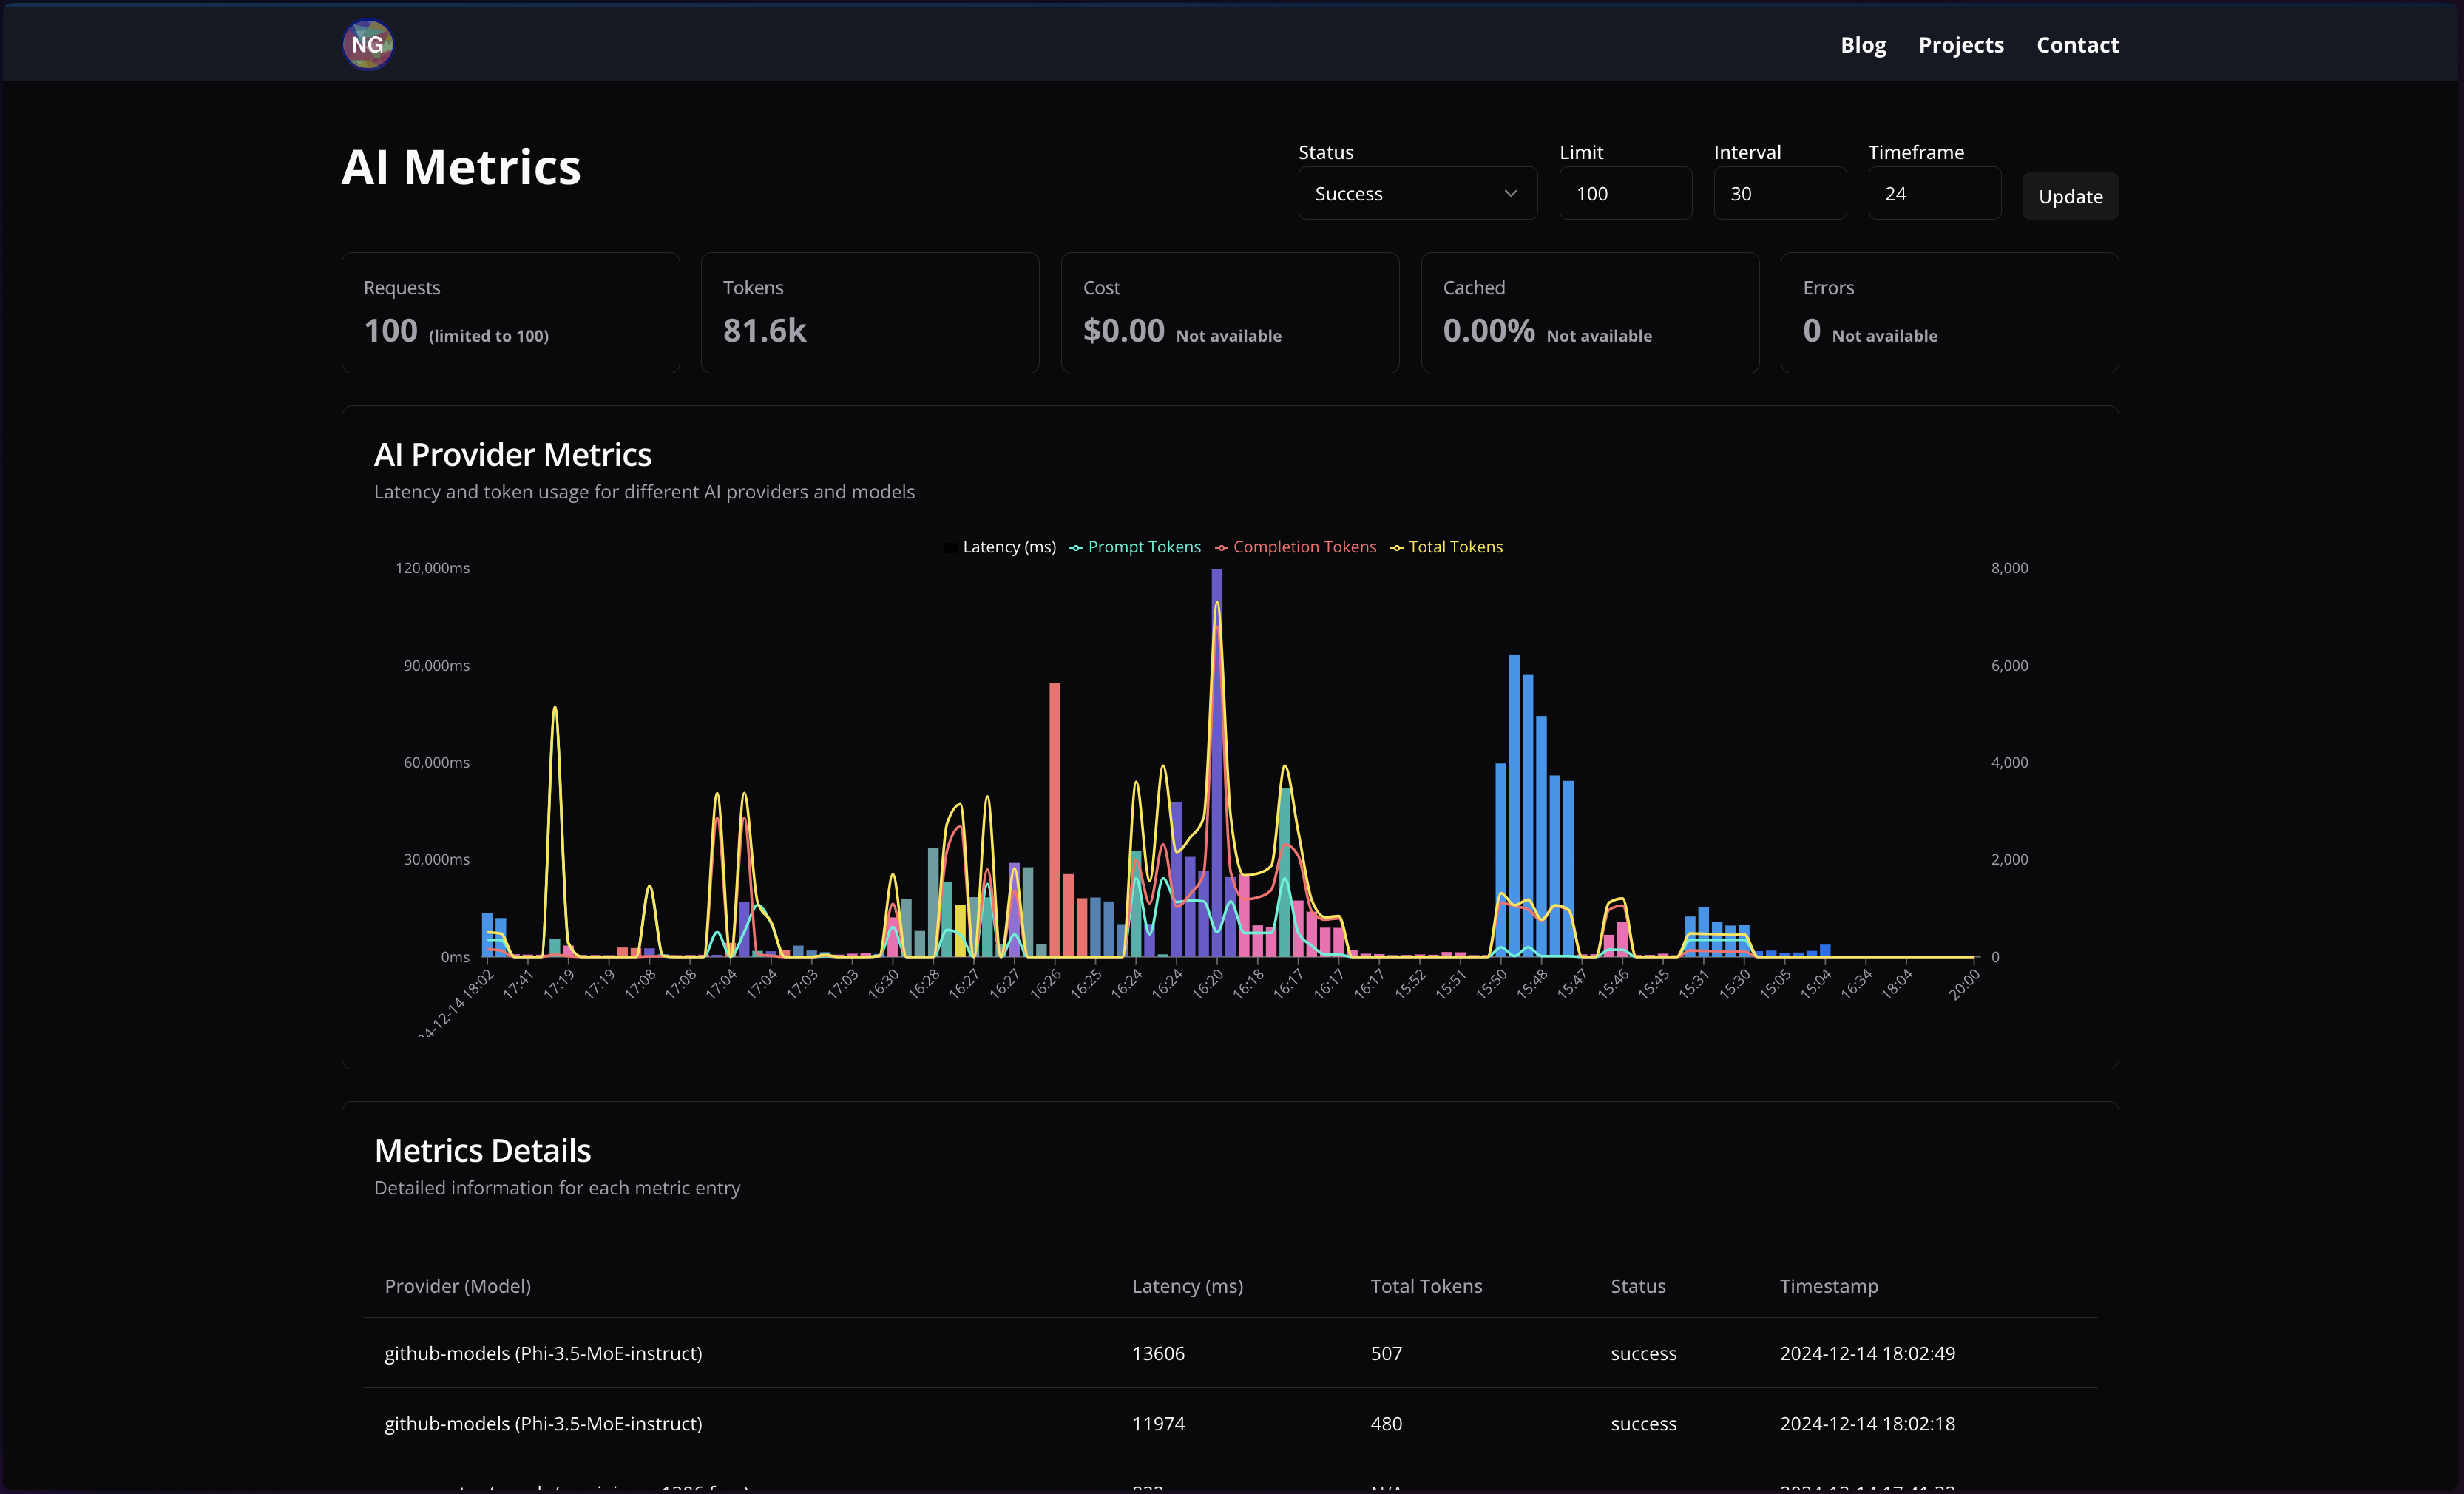 NG
Blog Projects Contact
AI Metrics
Status Limit Interval Timeframe
Success 100 30 24 Update
Requests Tokens Cost Cached Errors
100 (limited to 100) 81.6k $0.00 Not available 0.00% Not available 0 Not available
AI Provider Metrics
Latency and token usage for different AI providers and models
Latency (ms) Prompt Tokens Completion Tokens Total Tokens
120,000ms 8,000
90,000ms 6,000
60,000ms 4,000
30,000ms 2,000
0ms 0
24-12-14 18:02 17:41 17:19 17:19 17:08 17:08 17:04 17:04 17:03 17:03 16:30 16:28 16:27 16:27 16:26 16:25 16:24 16:24 16:20 16:18 16:17 16:17 16:17 15:52 15:51 15:50 15:48 15:47 15:46 15:45 15:31 15:30 15:05 15:04 16:34 18:04 20:00
Metrics Details
Detailed information for each metric entry
Provider (Model) Latency (ms) Total Tokens Status Timestamp
github-models (Phi-3.5-MoE-instruct) 13606 507 success 2024-12-14 18:02:49
github-models (Phi-3.5-MoE-instruct) 11974 480 success 2024-12-14 18:02:18